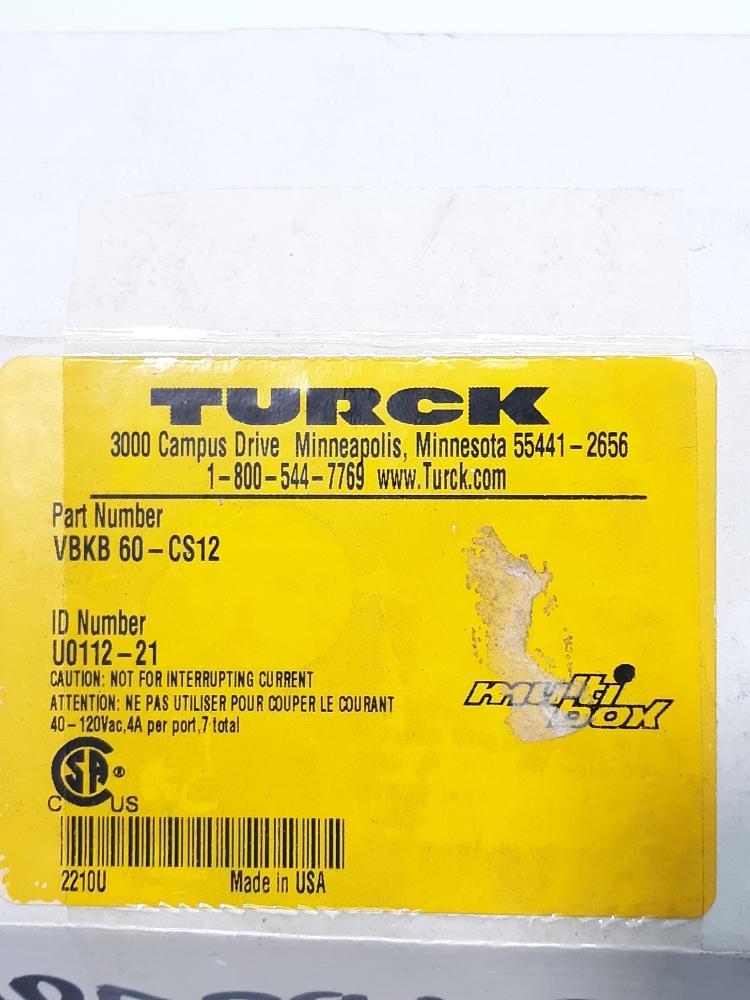 TURCK
3000 Campus Drive Minneapolis, Minnesota 55441-2656
1-800-544-7769 www.Turck.com
Part Number
VBKB 60-CS12
ID Number
U0112-21
CAUTION: NOT FOR INTERRUPTING CURRENT
ATTENTION: NE PAS UTILISER POUR COUPER LE COURANT
40-120Vac,4A per port,7 total
multi
box
CSA®
C US
2210U Made in USA